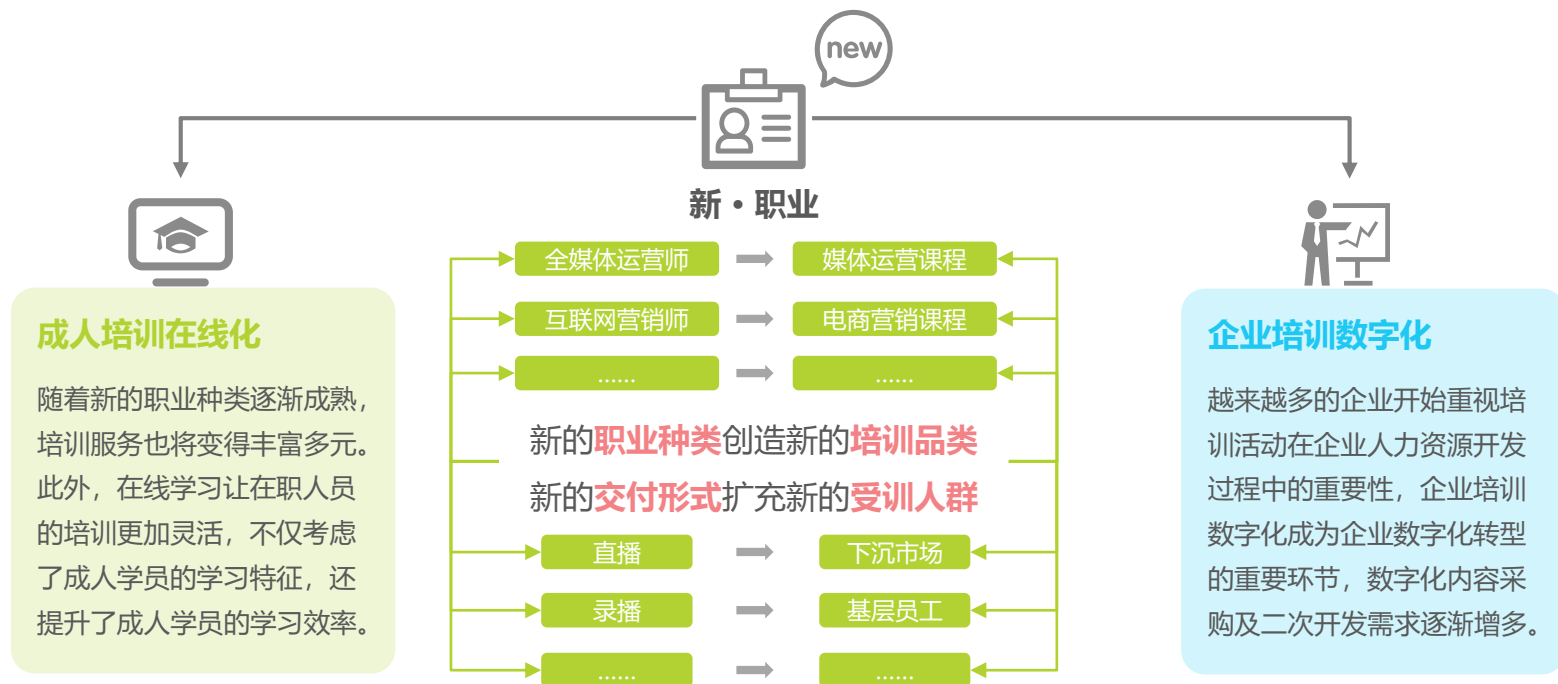 new
新·职业
成人培训在线化
随着新的职业种类逐渐成熟，
培训服务也将变得丰富多元。
此外，在线学习让在职人员
的培训更加灵活，不仅考虑
了成人学员的学习特征，还
提升了成人学员的学习效率。
全媒体运营师
媒体运营课程
互联网营销师
电商营销课程
……
……
新的职业种类创造新的培训品类
新的交付形式扩充新的受训人群
直播
下沉市场
录播
基层员工
……
……
企业培训数字化
越来越多的企业开始重视培
训活动在企业人力资源开发
过程中的重要性，企业培训
数字化成为企业数字化转型
的重要环节，数字化内容采
购及二次开发需求逐渐增多。